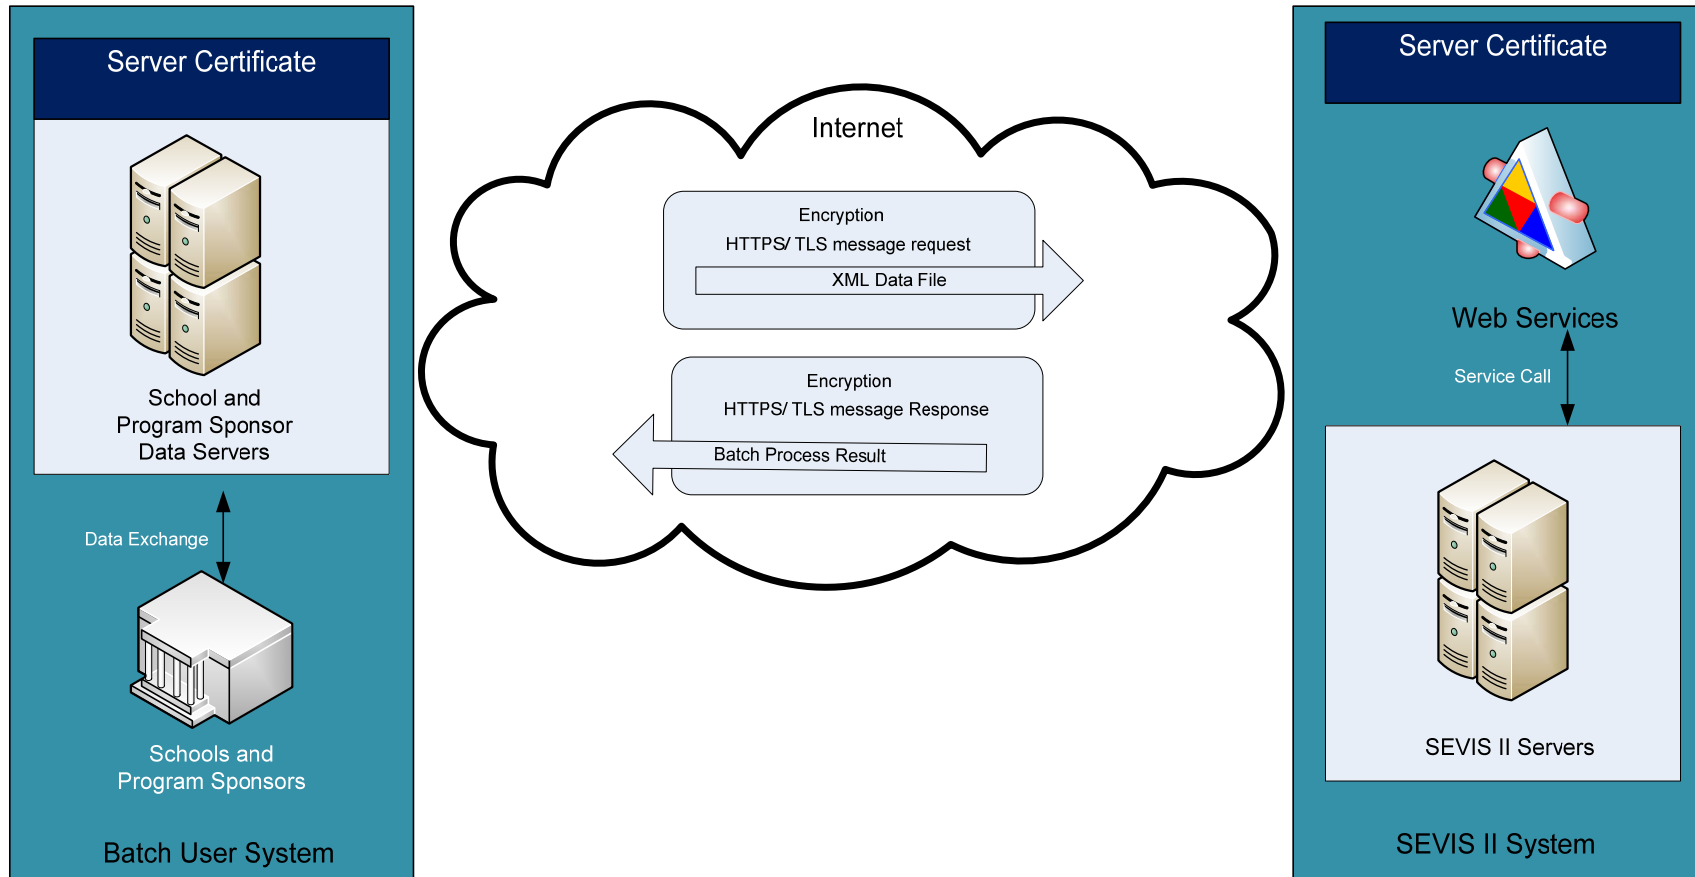 Server Certificate
School and
Program Sponsor
Data Servers
Data Exchange
Schools and
Program Sponsors
Batch User System
Internet
Encryption
HTTPS/ TLS message request
XML Data File
Encryption
HTTPS/ TLS message Response
Batch Process Result
Server Certificate
Web Services
Service Call
SEVIS II Servers
SEVIS II System